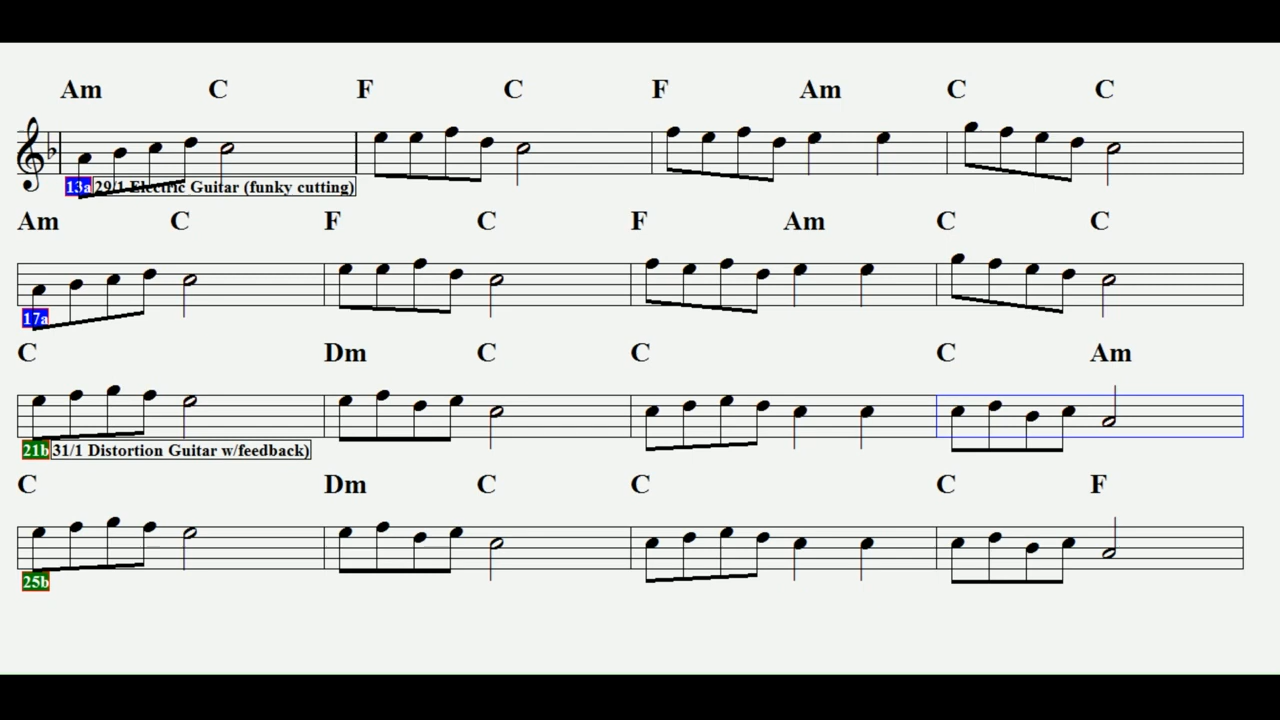 Am C F C F Am C C
13a 29/1 Electric Guitar (funky cutting)
Am C F C F Am C C
17a
C Dm C C C Am
21b 31/1 Distortion Guitar w/feedback)
C Dm C C C F
25b